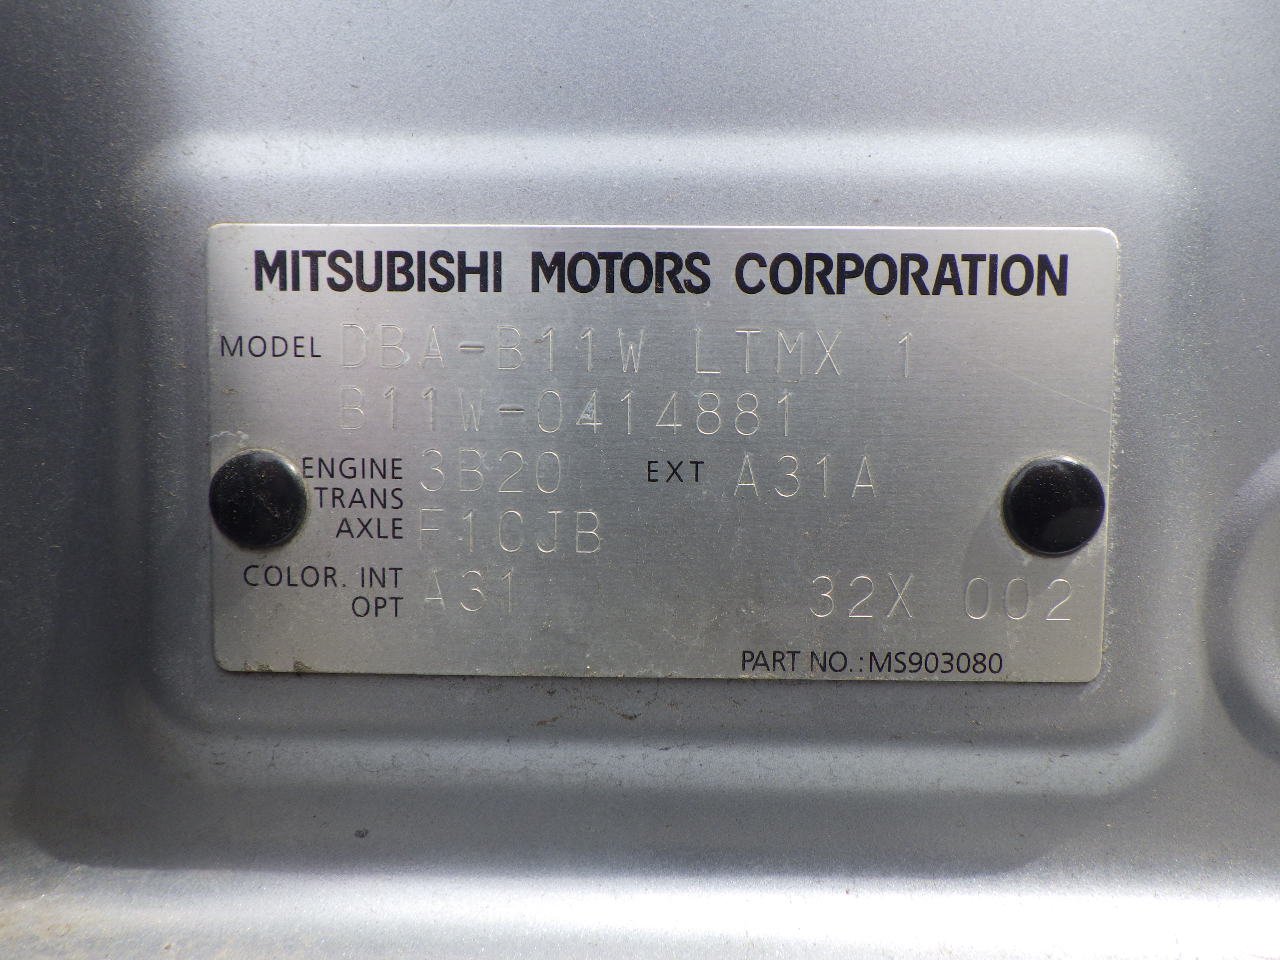 MITSUBISHI MOTORS CORPORATION
MODEL DBA-B11W LTMX 1
B11W-0414881
ENGINE 3B20 EXT A31A
TRANS
AXLE F1CJB
COLOR. INT A31 32X 002
OPT
PART NO.: MS903080